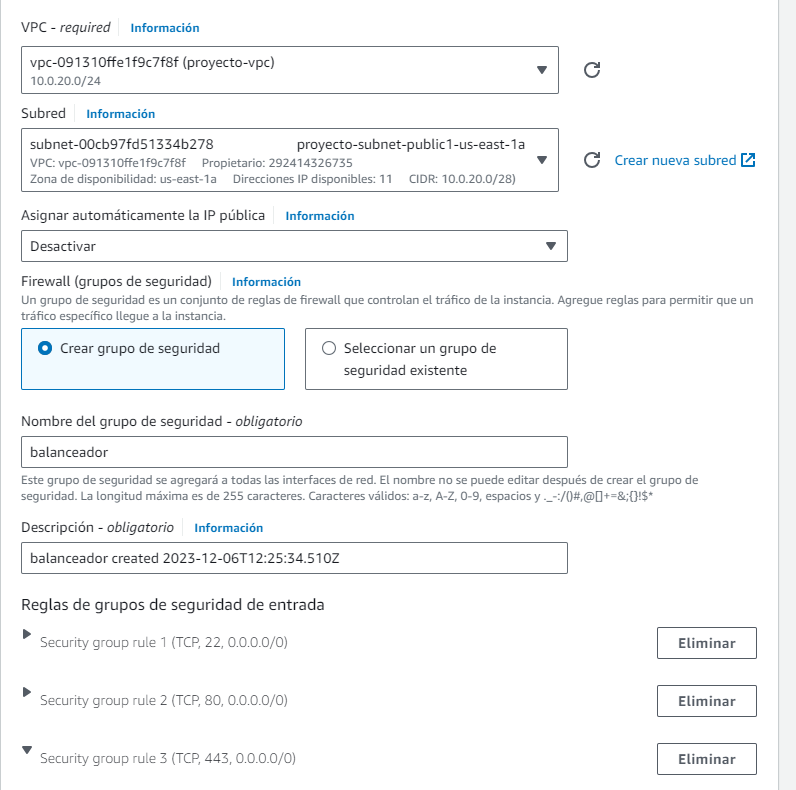 VPC - required Información
vpc-091310ffe1f9c7f8f (proyecto-vpc)
10.0.20.0/24
Subred Información
subnet-00cb97fd51334b278 proyecto-subnet-public1-us-east-1a
VPC: vpc-091310ffe1f9c7f8f Propietario: 292414326735
Zona de disponibilidad: us-east-1a Direcciones IP disponibles: 11 CIDR: 10.0.20.0/28)
Crear nueva subred
Asignar automáticamente la IP pública Información
Desactivar
Firewall (grupos de seguridad) Información
Un grupo de seguridad es un conjunto de reglas de firewall que controlan el tráfico de la instancia. Agregue reglas para permitir que un
tráfico específico llegue a la instancia.
Crear grupo de seguridad
Seleccionar un grupo de
seguridad existente
Nombre del grupo de seguridad - obligatorio
balanceador
Este grupo de seguridad se agregará a todas las interfaces de red. El nombre no se puede editar después de crear el grupo de
seguridad. La longitud máxima es de 255 caracteres. Caracteres válidos: a-z, A-Z, 0-9, espacios y ._-:/()#,@[]+=&;{}!$*
Descripción - obligatorio Información
balanceador created 2023-12-06T12:25:34.510Z
Reglas de grupos de seguridad de entrada
Security group rule 1 (TCP, 22, 0.0.0.0/0) Eliminar
Security group rule 2 (TCP, 80, 0.0.0.0/0) Eliminar
Security group rule 3 (TCP, 443, 0.0.0.0/0) Eliminar